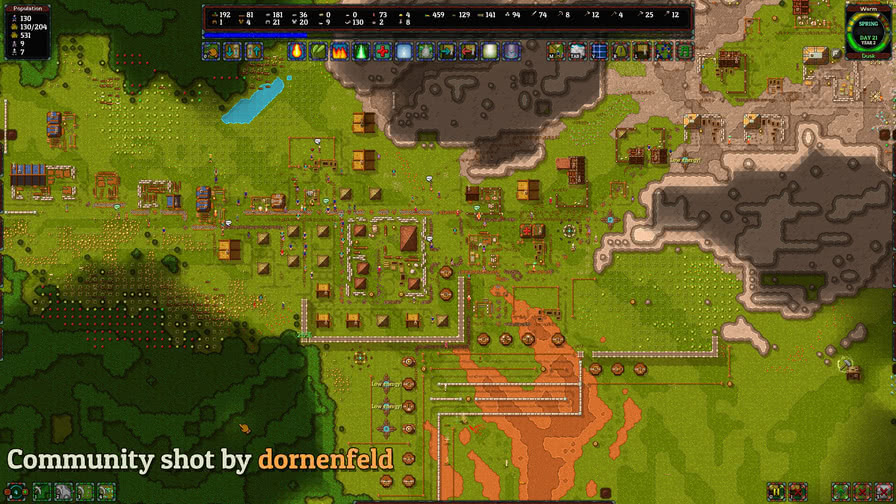 Population
130
130/204
531
9
7
192 81 181 36 0 0 73 4 459 129 141 94 74 8 12 4 25 12
1 4 21 20 9 130 2 8
Warm
SPRING
DAY 21
YEAR 2
Dusk
Low Energy!
Low Energy!
Low Energy!
Community shot by dornenfeld